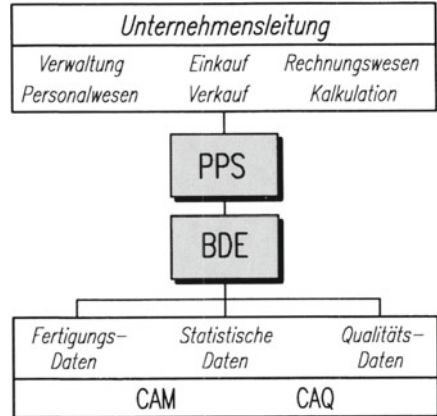 Unternehmensleitung
Verwaltung Einkauf Rechnungswesen
Personalwesen Verkauf Kalkulation
PPS
BDE
Fertigungs- Statistische Qualitäts-
Daten Daten Daten
CAM CAQ